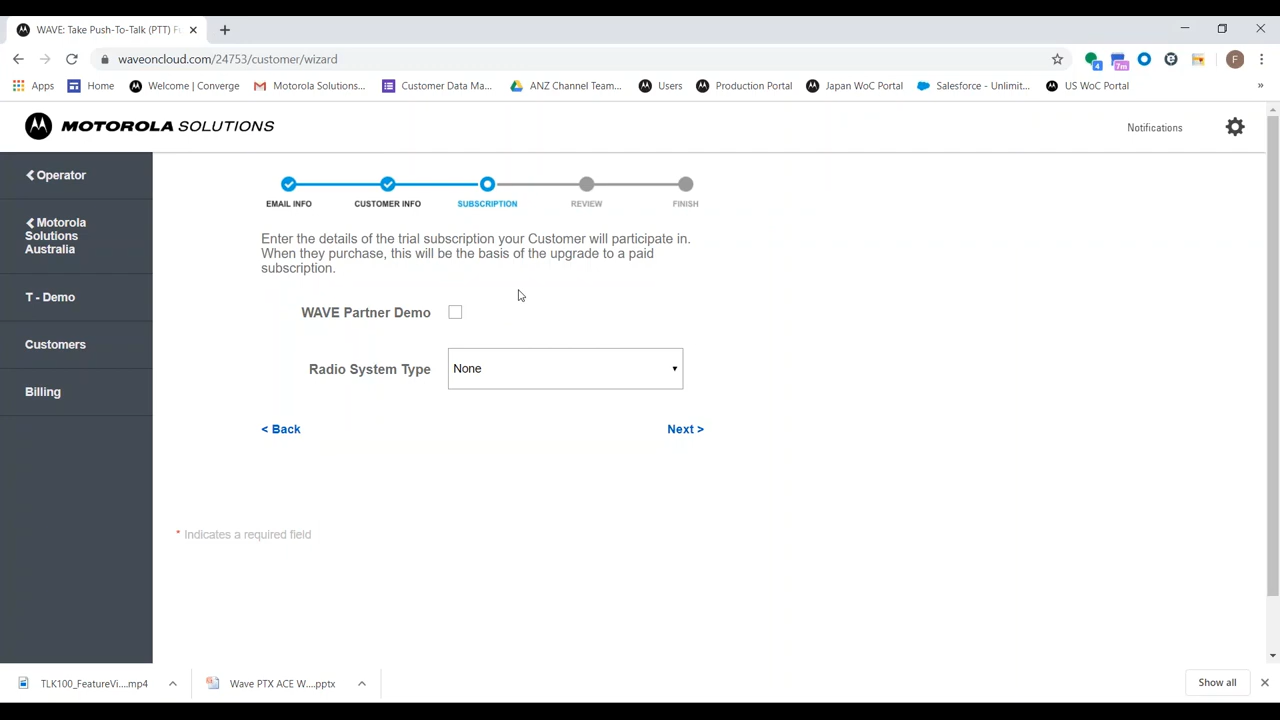 WAVE: Take Push-To-Talk (PTT) F
waveoncloud.com/24753/customer/wizard
4
7m
F
Apps
Home
Welcome | Converge
Motorola Solutions...
Customer Data Ma...
ANZ Channel Team...
Users
Production Portal
Japan WoC Portal
Salesforce - Unlimit...
US WoC Portal
»
MOTOROLA SOLUTIONS
Notifications
Operator
Motorola
Solutions
Australia
T - Demo
Customers
Billing
EMAIL INFO
CUSTOMER INFO
SUBSCRIPTION
REVIEW
FINISH
Enter the details of the trial subscription your Customer will participate in.
When they purchase, this will be the basis of the upgrade to a paid
subscription.
WAVE Partner Demo
Radio System Type
None
< Back
Next >
* Indicates a required field
TLK100_FeatureVi....mp4
Wave PTX ACE W....pptx
Show all